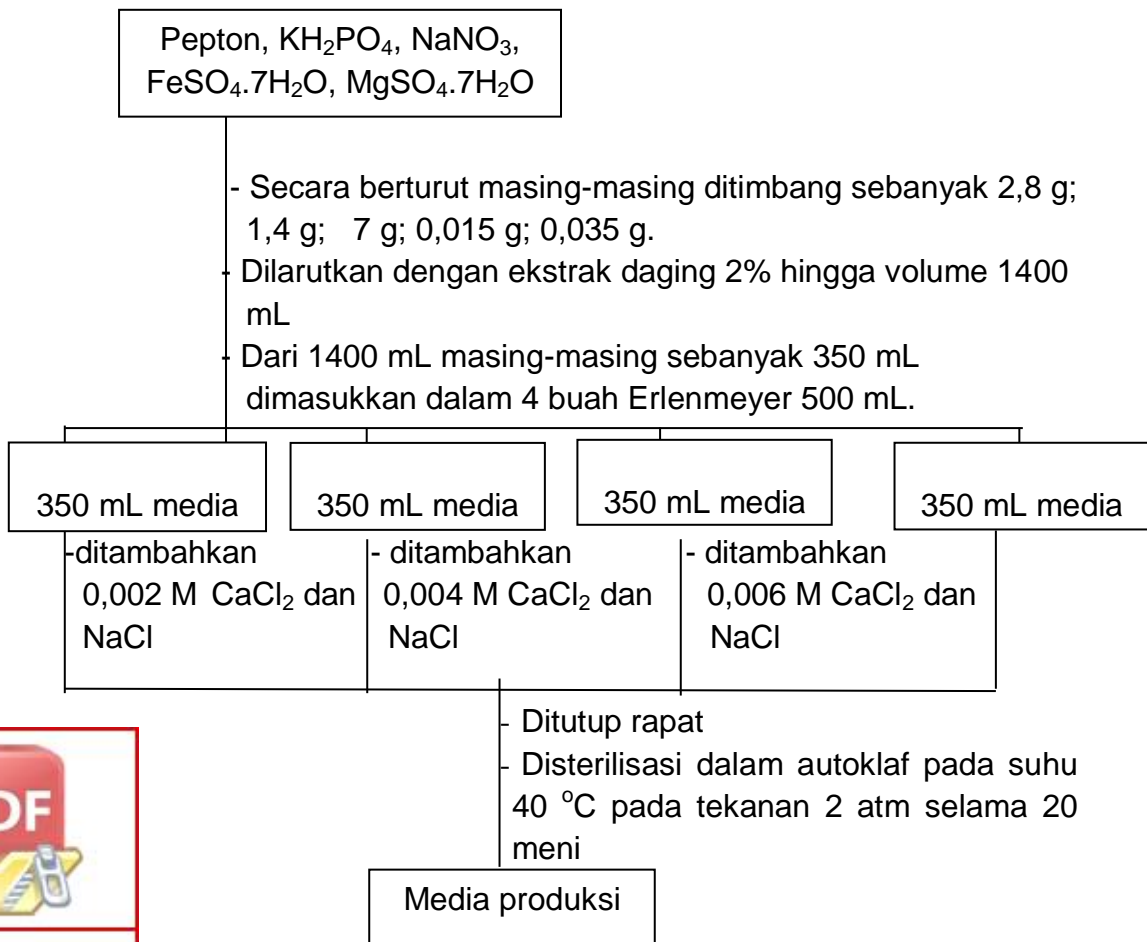 Pepton, KH₂PO₄, NaNO₃,
FeSO₄.7H₂O, MgSO₄.7H₂O
- Secara berturut masing-masing ditimbang sebanyak 2,8 g;
1,4 g; 7 g; 0,015 g; 0,035 g.
- Dilarutkan dengan ekstrak daging 2% hingga volume 1400
mL
- Dari 1400 mL masing-masing sebanyak 350 mL
dimasukkan dalam 4 buah Erlenmeyer 500 mL.
350 mL media
350 mL media
350 mL media
350 mL media
-ditambahkan
0,002 M CaCl₂ dan
NaCl
- ditambahkan
0,004 M CaCl₂ dan
NaCl
- ditambahkan
0,006 M CaCl₂ dan
NaCl
- Ditutup rapat
- Disterilisasi dalam autoklaf pada suhu
40 °C pada tekanan 2 atm selama 20
meni
Media produksi